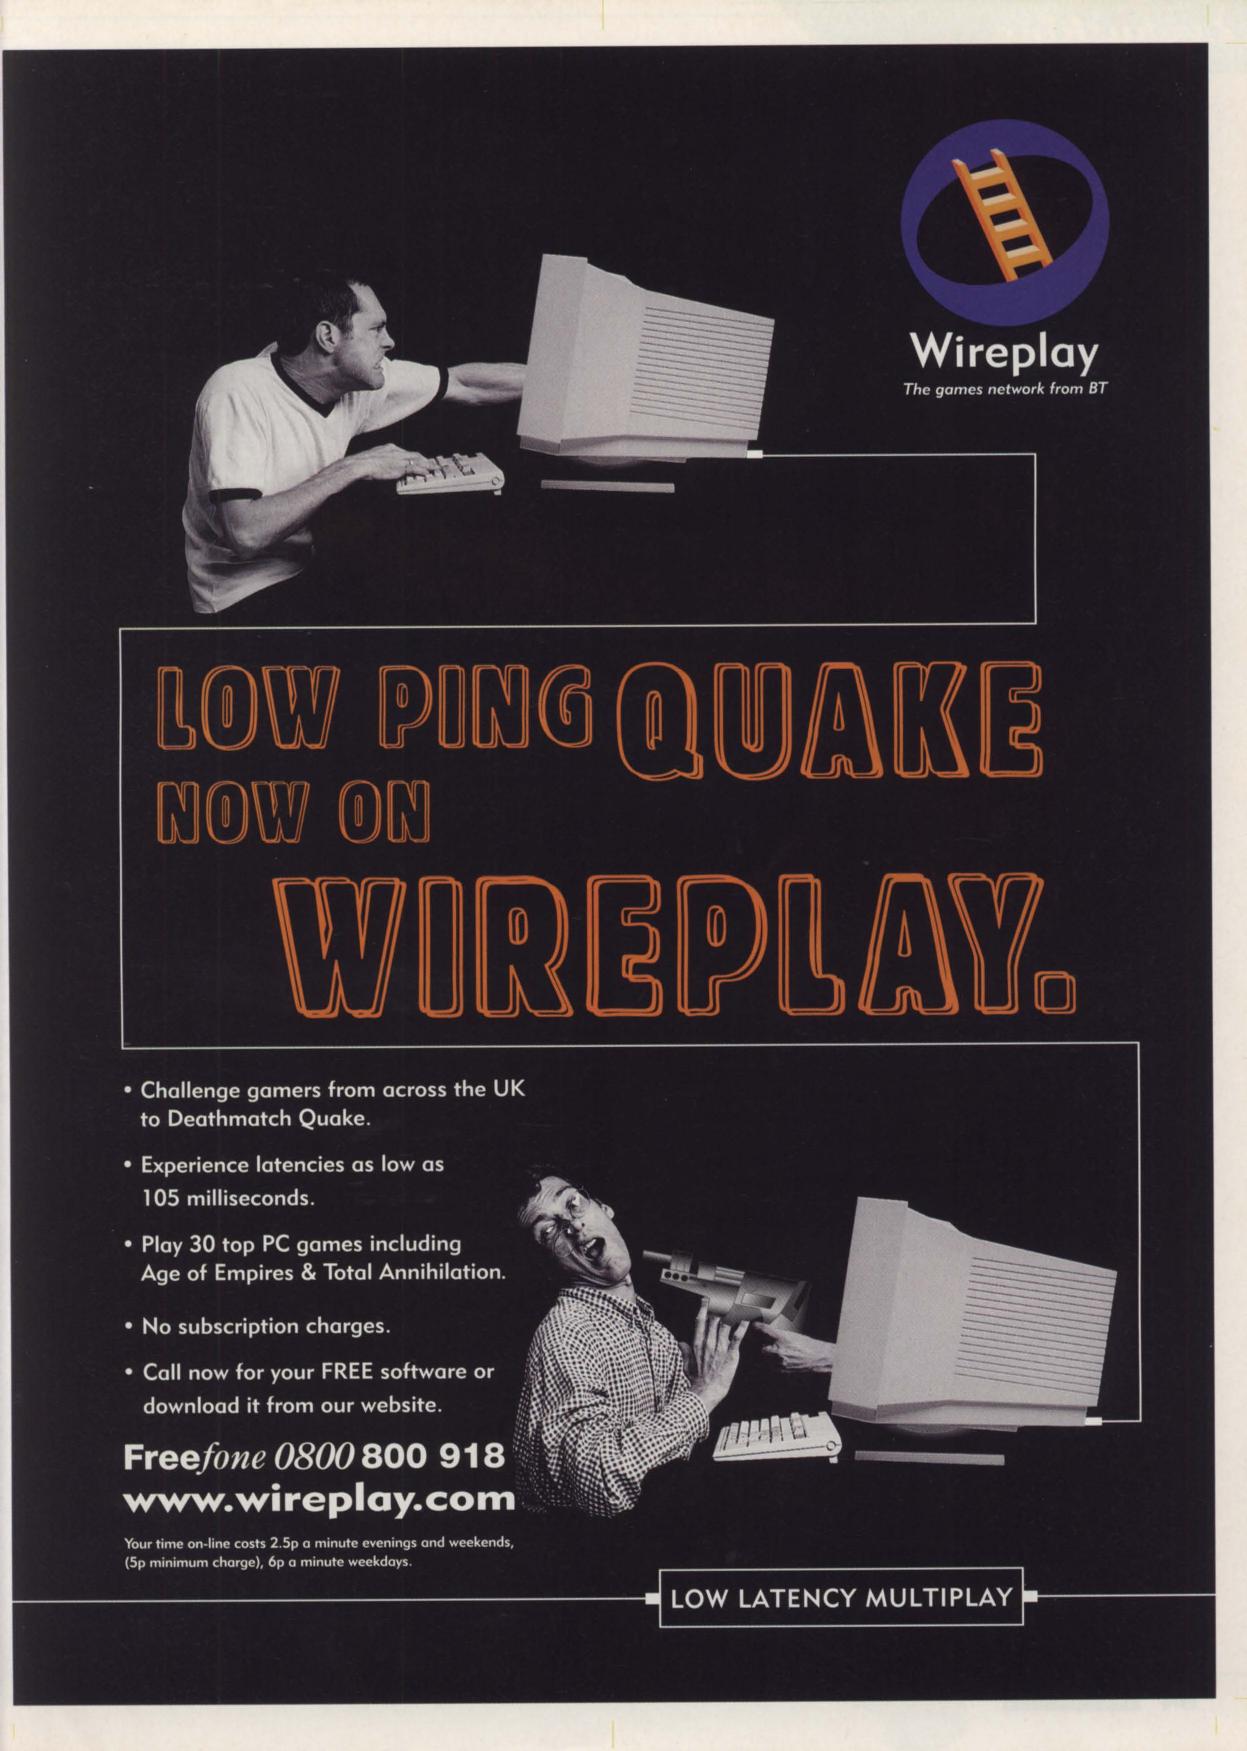 Wireplay
The games network from BT
LOW PING QUAKE
NOW ON
WIREPLAY.
• Challenge gamers from across the UK
to Deathmatch Quake.
• Experience latencies as low as
105 milliseconds.
• Play 30 top PC games including
Age of Empires & Total Annihilation.
• No subscription charges.
• Call now for your FREE software or
download it from our website.
Freefone 0800 800 918
www.wireplay.com
Your time on-line costs 2.5p a minute evenings and weekends,
(5p minimum charge), 6p a minute weekdays.
LOW LATENCY MULTIPLAY